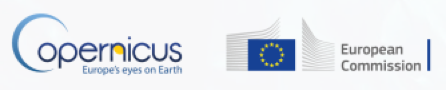 opernicus
Europe's eyes on Earth
European
Commission